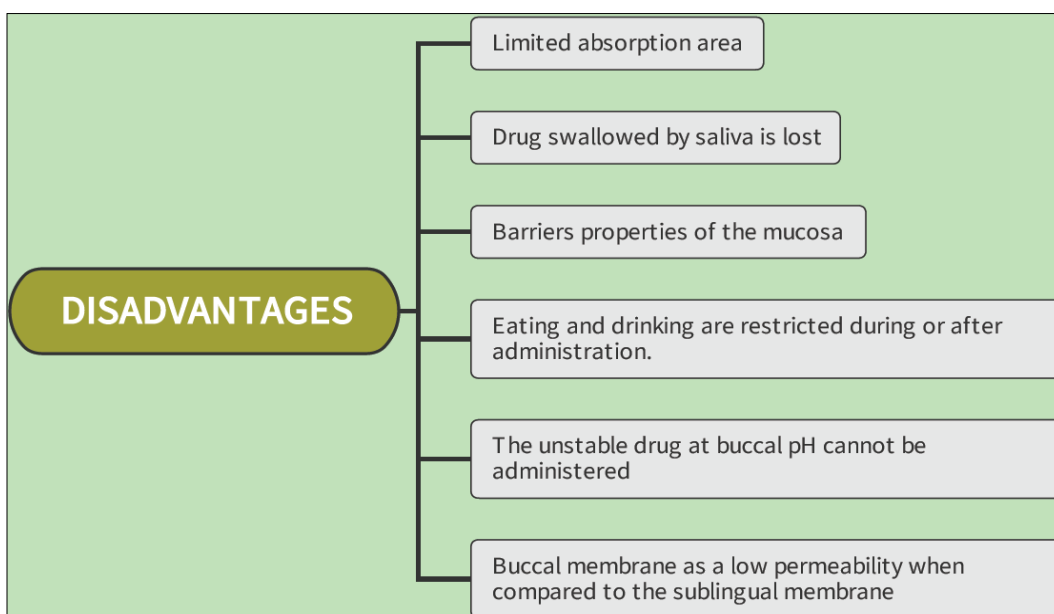 Limited absorption area
Drug swallowed by saliva is lost
Barriers properties of the mucosa
DISADVANTAGES
Eating and drinking are restricted during or after
administration.
The unstable drug at buccal pH cannot be
administered
Buccal membrane as a low permeability when
compared to the sublingual membrane